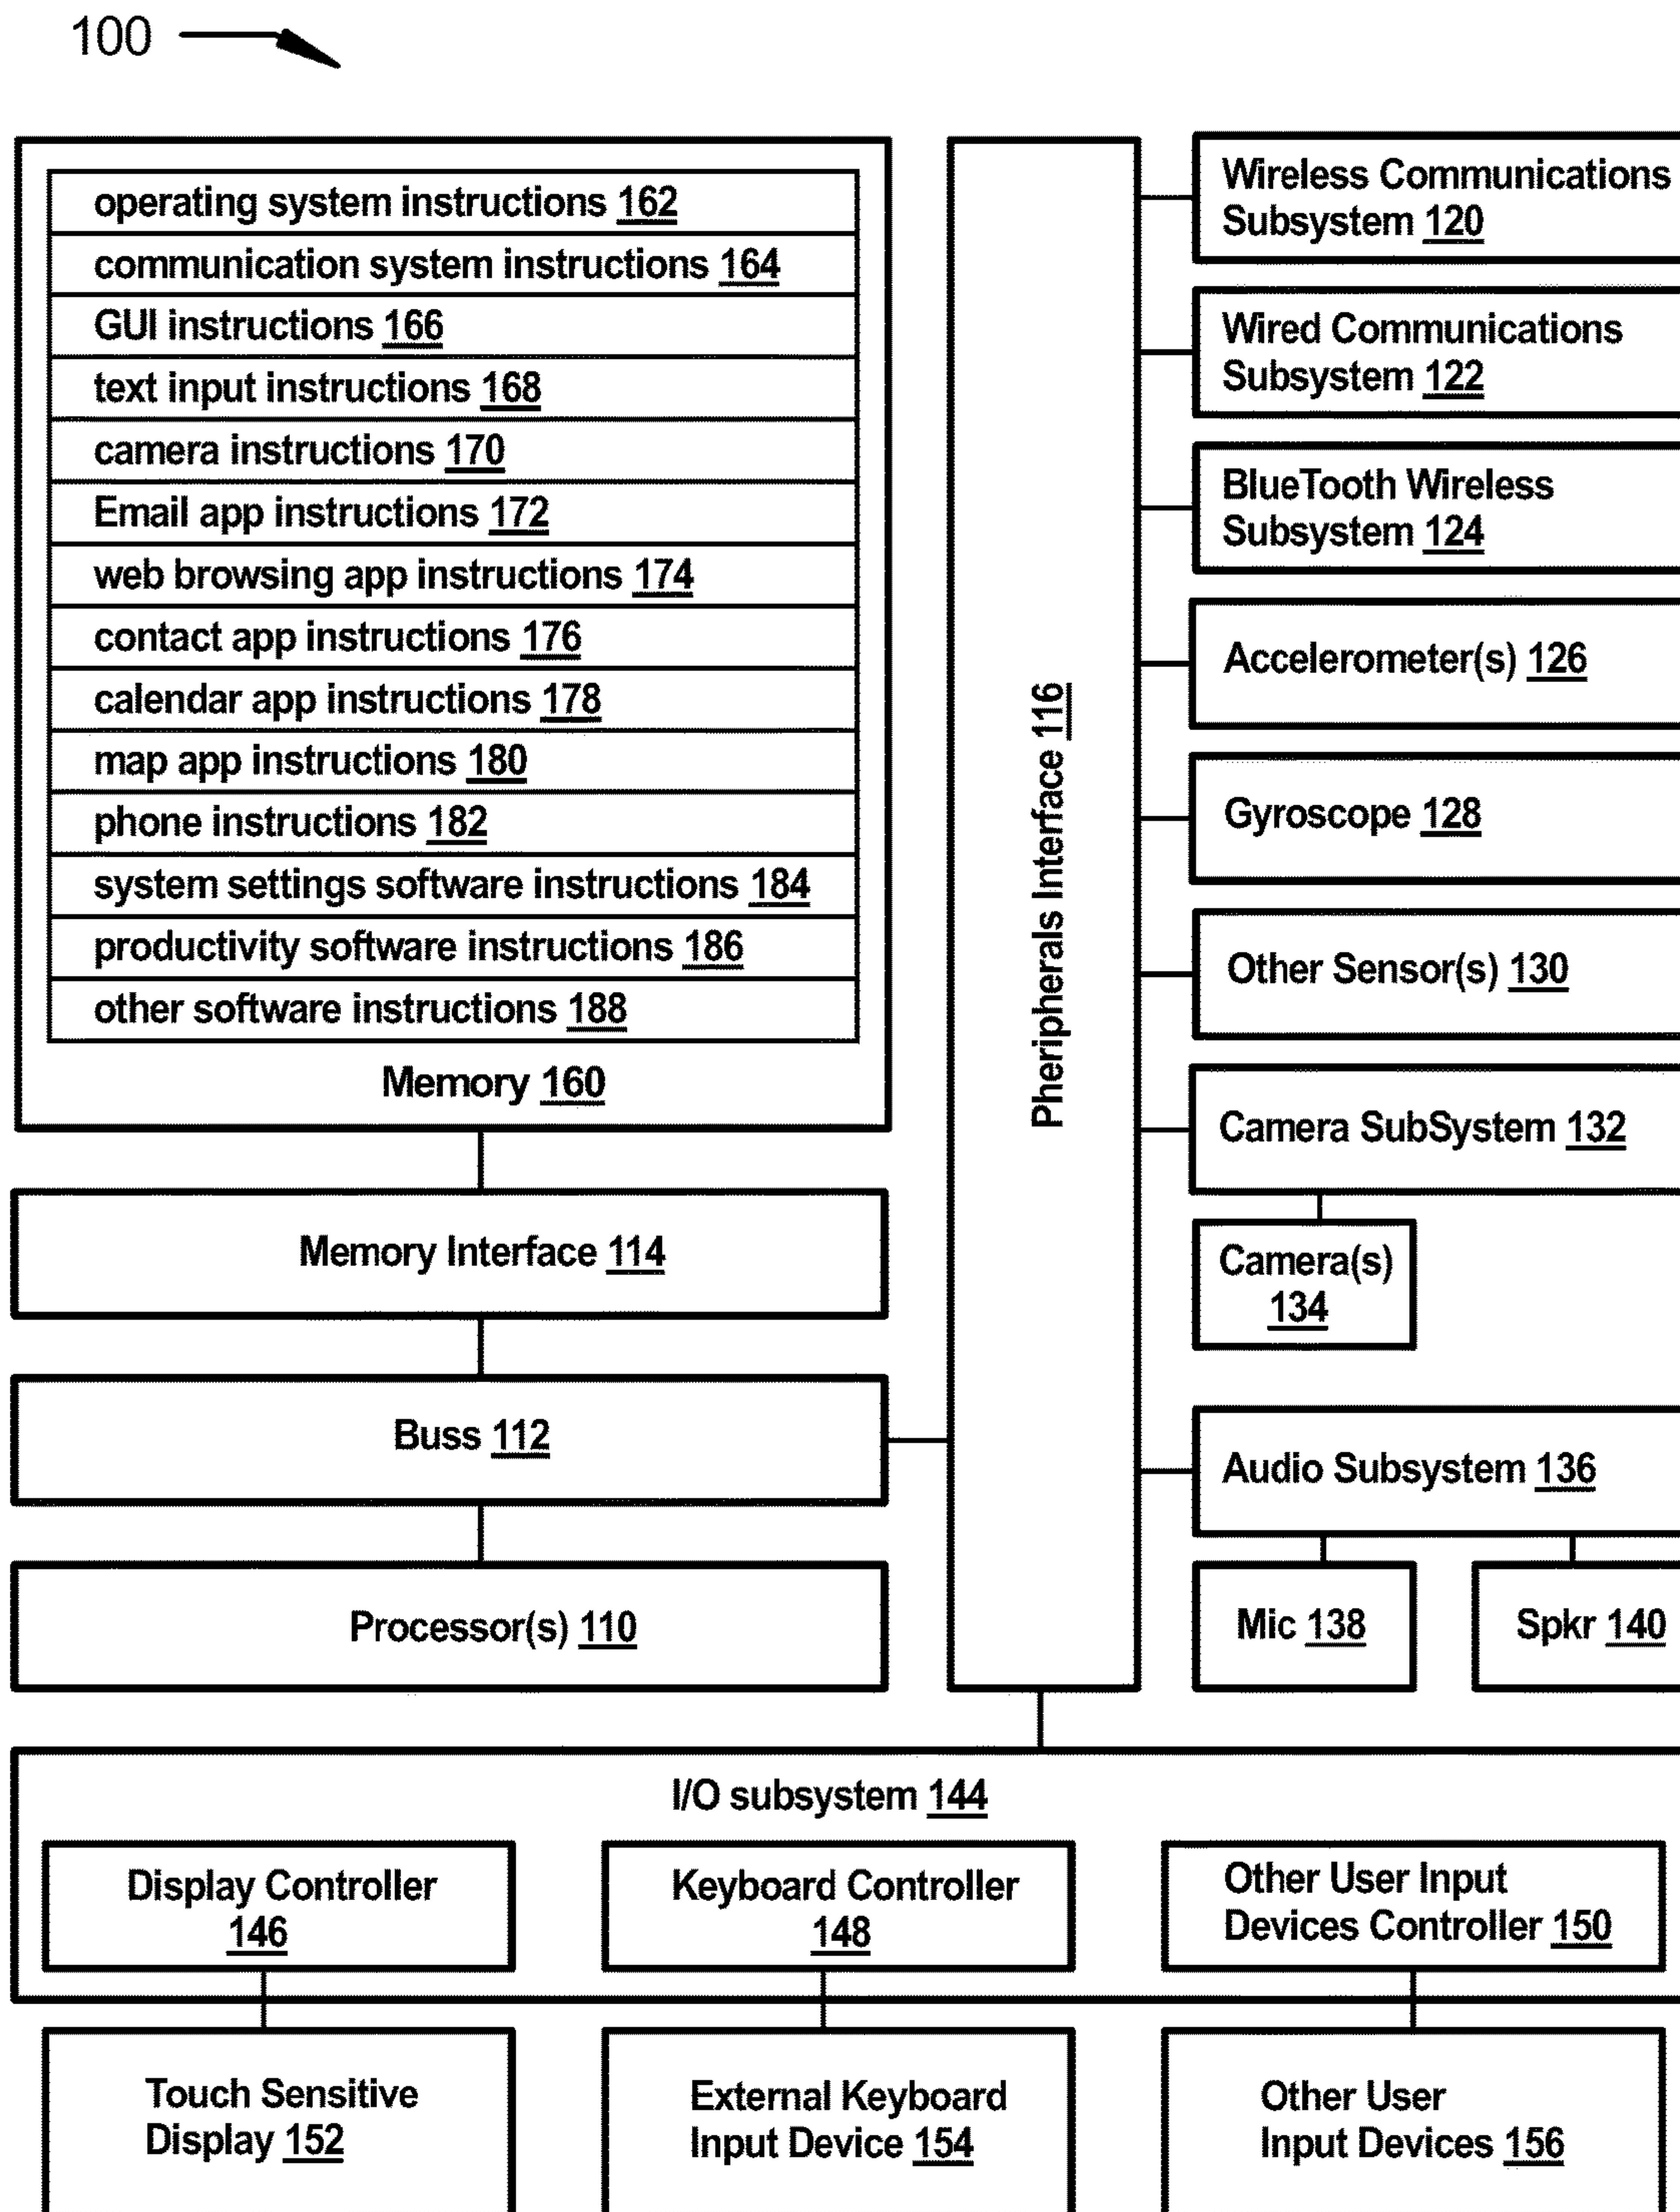 100
operating system instructions 162
communication system instructions 164
GUI instructions 166
text input instructions 168
camera instructions 170
Email app instructions 172
web browsing app instructions 174
contact app instructions 176
calendar app instructions 178
map app instructions 180
phone instructions 182
system settings software instructions 184
productivity software instructions 186
other software instructions 188
Memory 160
Memory Interface 114
Buss 112
Processor(s) 110
Pheripherals Interface 116
Wireless Communications
Subsystem 120
Wired Communications
Subsystem 122
BlueTooth Wireless
Subsystem 124
Accelerometer(s) 126
Gyroscope 128
Other Sensor(s) 130
Camera SubSystem 132
Camera(s)
134
Audio Subsystem 136
Mic 138
Spkr 140
I/O subsystem 144
Display Controller
146
Keyboard Controller
148
Other User Input
Devices Controller 150
Touch Sensitive
Display 152
External Keyboard
Input Device 154
Other User
Input Devices 156